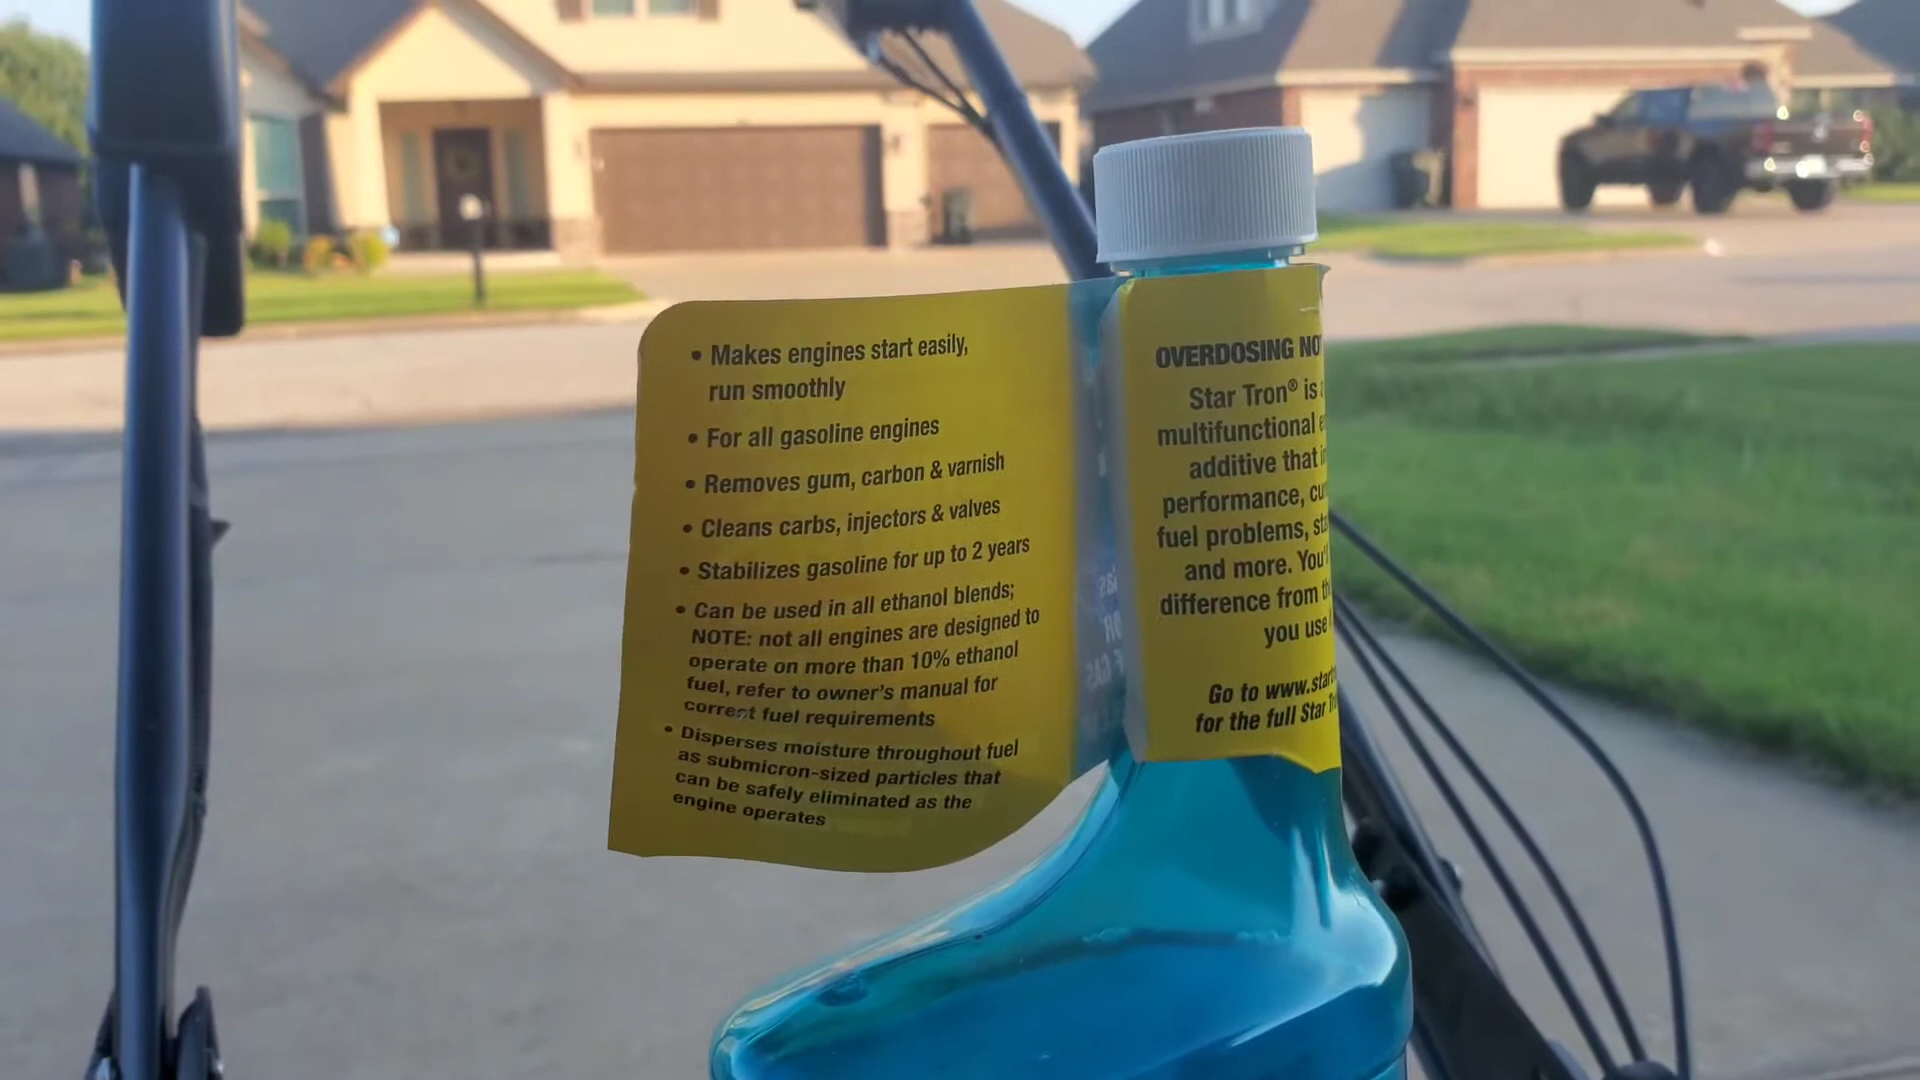 • Makes engines start easily,
run smoothly
• For all gasoline engines
• Removes gum, carbon & varnish
• Cleans carbs, injectors & valves
• Stabilizes gasoline for up to 2 years
• Can be used in all ethanol blends;
NOTE: not all engines are designed to
operate on more than 10% ethanol
fuel, refer to owner's manual for
correct fuel requirements
• Disperses moisture throughout fuel
as submicron-sized particles that
can be safely eliminated as the
engine operates
OVERDOSING
Star Tron® is
multifunctional
additive that
performance,
fuel problems,
and more.
difference from
you use
Go to
for the full Star